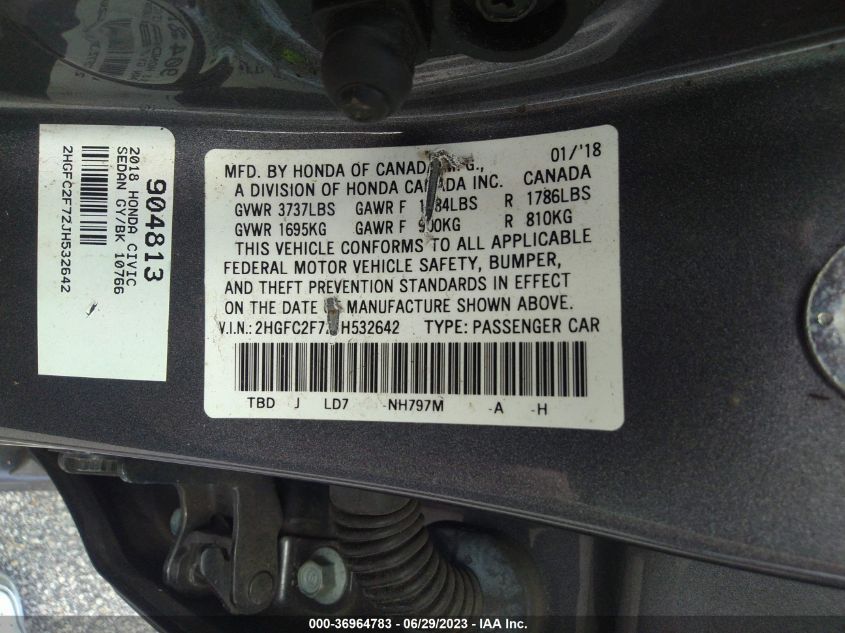 904813
2018 HONDA CIVIC
SEDAN GY/BK 10766
2HGFC2F72JH532642
MFD. BY HONDA OF 01/'18
A DIVISION OF HONDA INC. CANADA
GVWR 3737LBS GAWR F R 1786LBS
GVWR 1695KG GAWR F R 810KG
THIS VEHICLE CONFORMS TO ALL APPLICABLE
FEDERAL MOTOR VEHICLE SAFETY, BUMPER,
AND THEFT PREVENTION STANDARDS IN EFFECT
ON THE DATE MANUFACTURE SHOWN ABOVE.
V.I.N.: TYPE: PASSENGER CAR
TBD J LD7 -NH797M -A -H
000-36964783 - 06/29/2023 - IAA Inc.